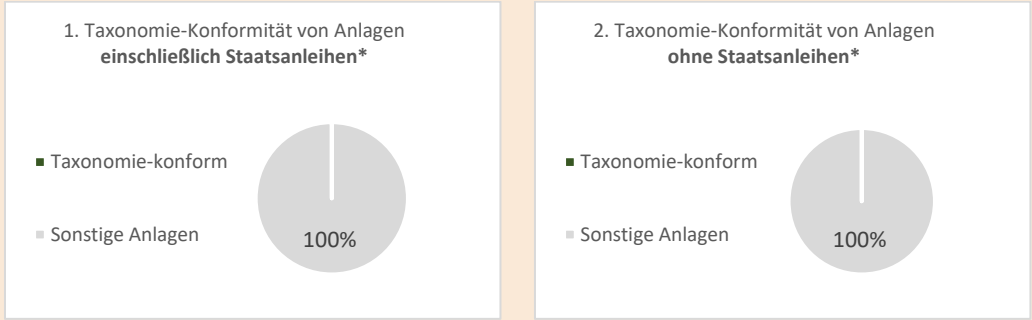 1. Taxonomie-Konformität von Anlagen
einschließlich Staatsanleihen*
Taxonomie-konform
Sonstige Anlagen
100%
2. Taxonomie-Konformität von Anlagen
ohne Staatsanleihen*
Taxonomie-konform
Sonstige Anlagen
100%